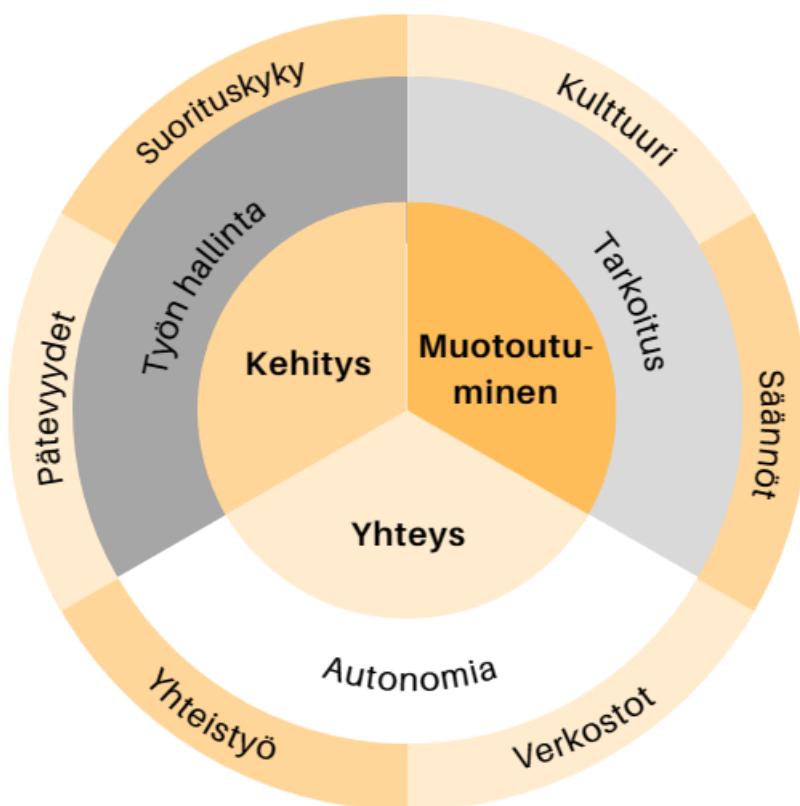 Suorituskyky
Kulttuuri
Työn hallinta
Tarkoitus
Pätevyydet
Säännöt
Kehitys
Muotoutu-
minen
Yhteys
Autonomia
Yhteistyö
Verkostot